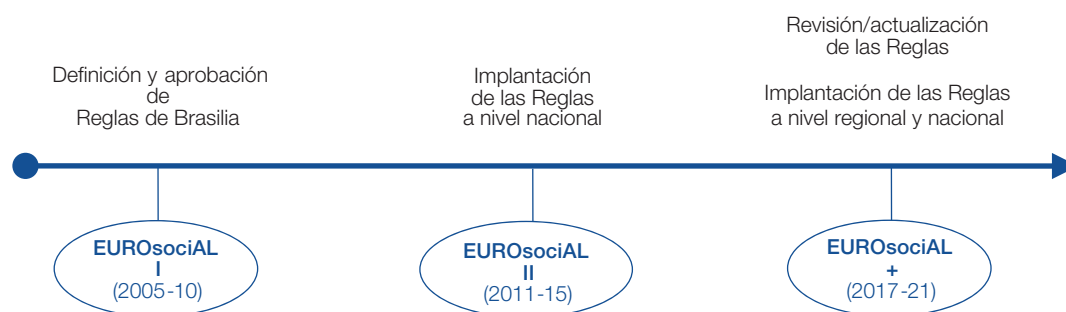 Definición y aprobación
de
Reglas de Brasilia
Implantación
de las Reglas
a nivel nacional
Revisión/actualización
de las Reglas
Implantación de las Reglas
a nivel regional y nacional
EUROsociAL
I
(2005-10)
EUROsociAL
II
(2011-15)
EUROsociAL
+
(2017-21)